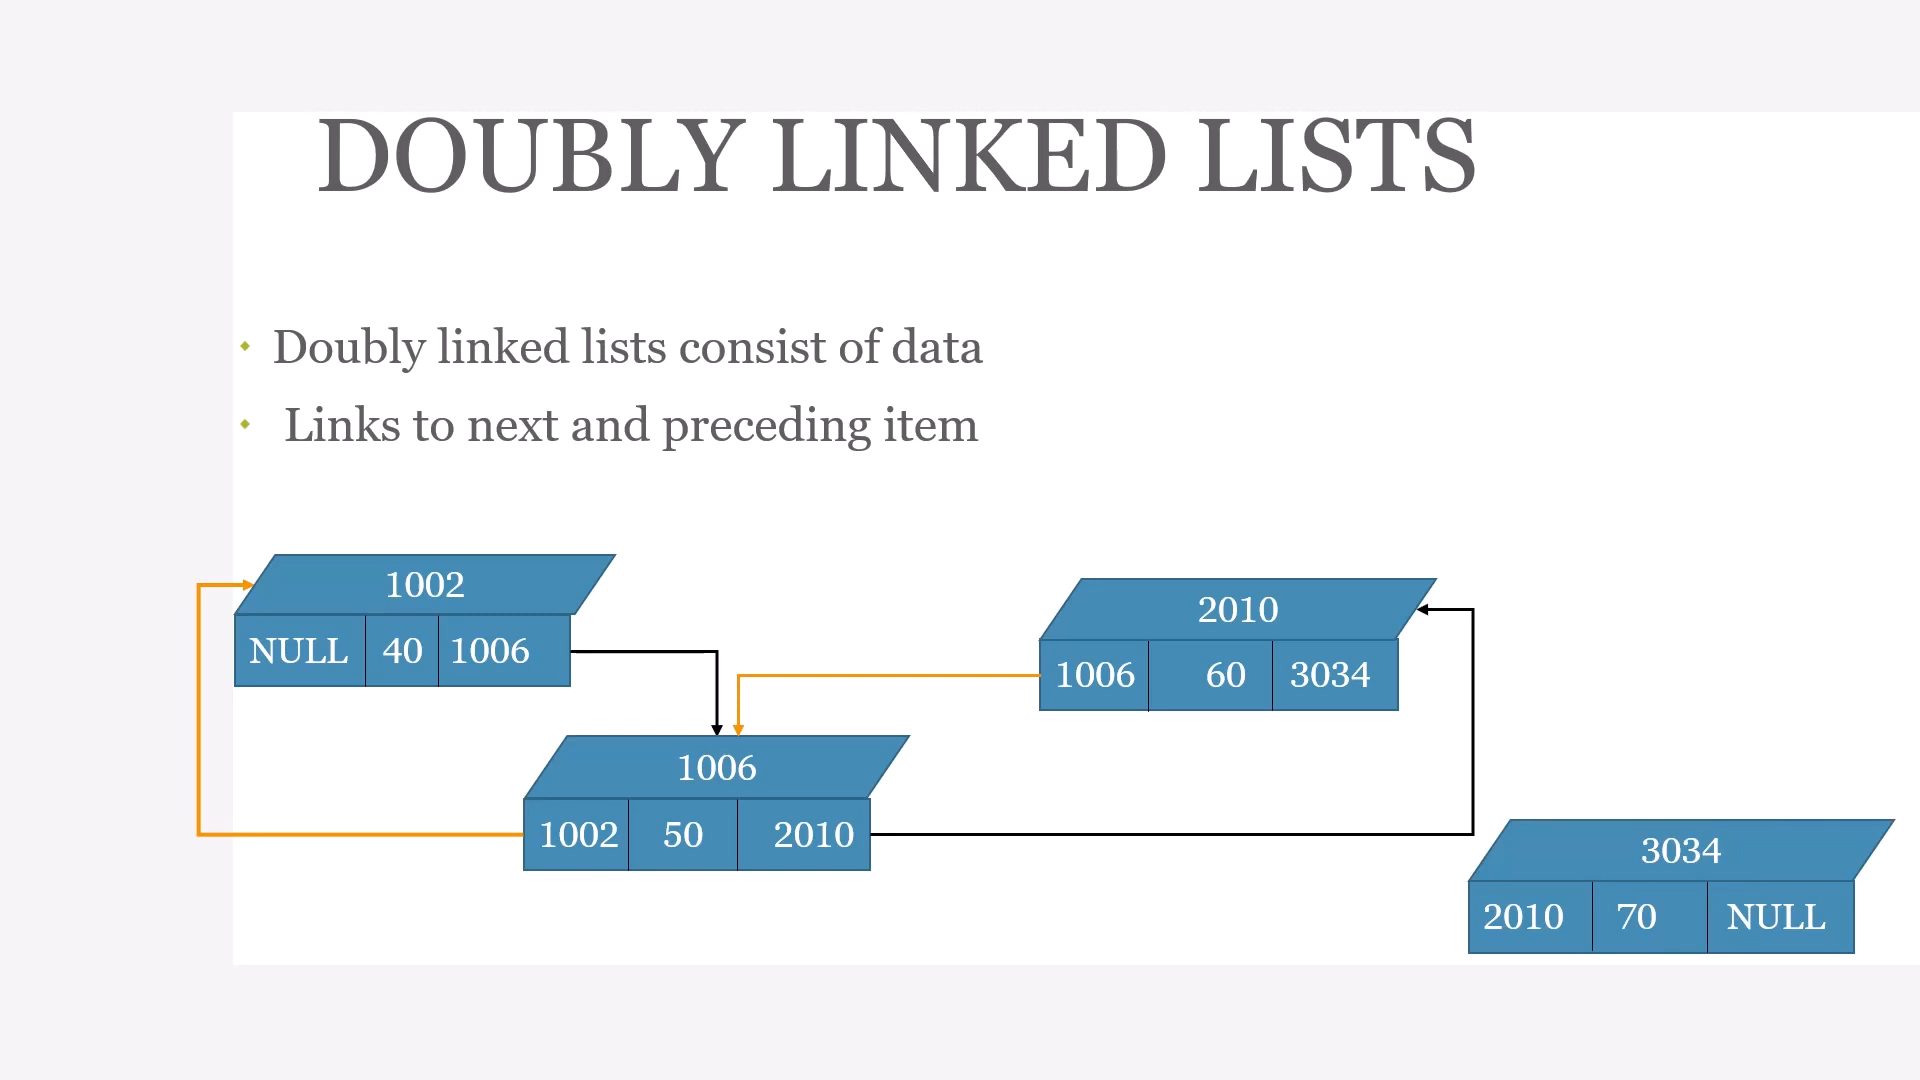 DOUBLY LINKED LISTS
Doubly linked lists consist of data
Links to next and preceding item
1002
NULL 40 1006
2010
1006 60 3034
1006
1002 50 2010
3034
2010 70 NULL